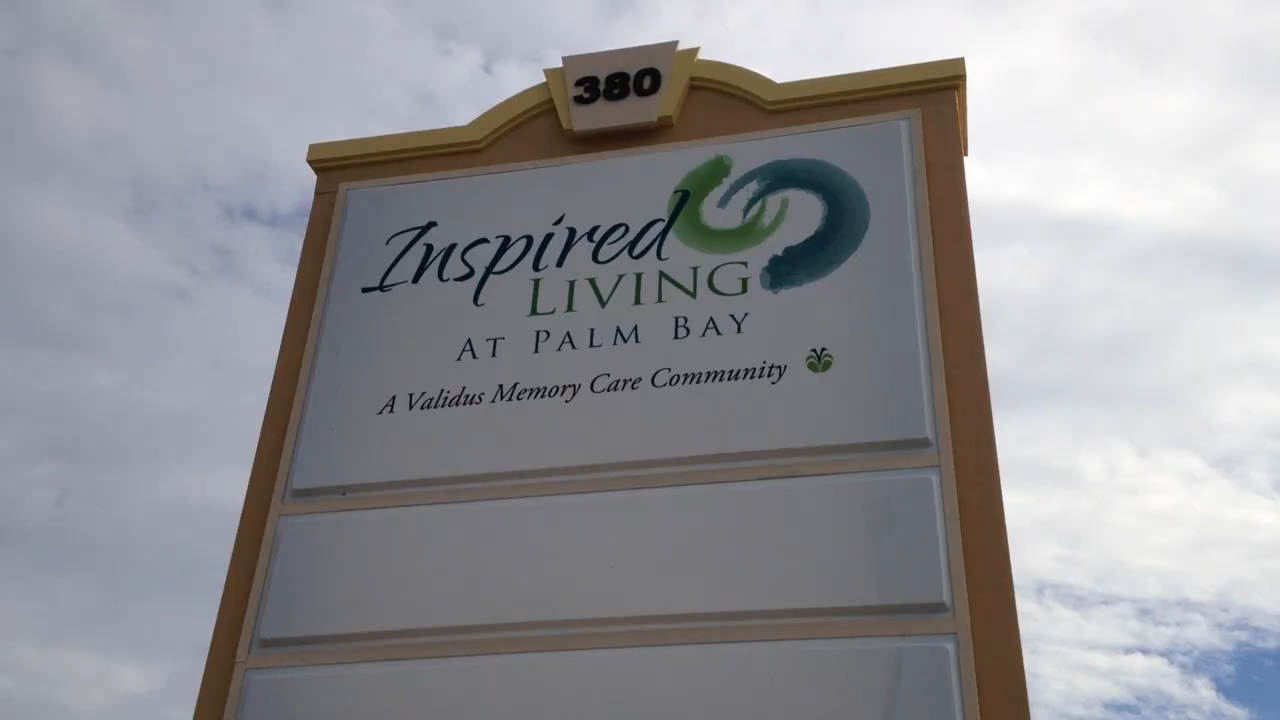 380
Inspired
LIVING
AT PALM BAY
A Validus Memory Care Community